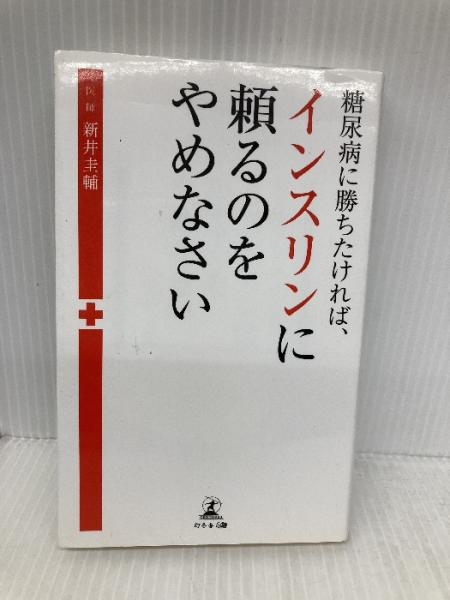 糖尿病に勝ちたければ、
インスリンに
頼るのを
やめなさい
医師 新井圭輔
幻冬舎